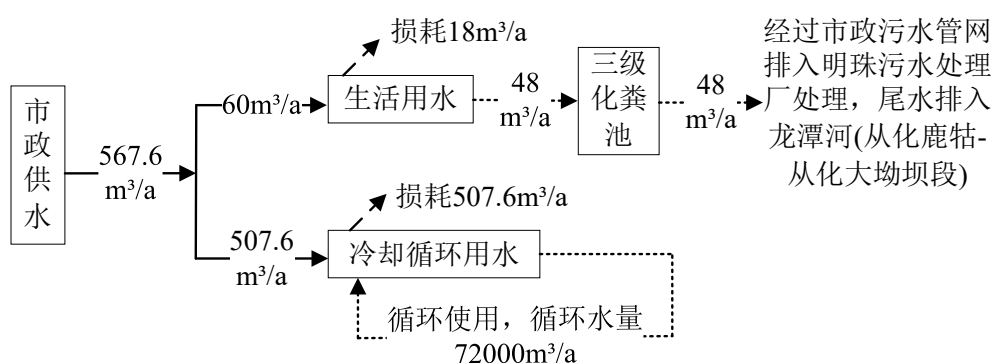 市
政
供
水
567.6
m³/a
60m³/a
损耗18m³/a
生活用水
48
m³/a
三级
化粪
池
48
m³/a
经过市政污水管网
排入明珠污水处理
厂处理，尾水排入
龙潭河(从化鹿牯-
从化大坳坝段)
507.6
m³/a
损耗507.6m³/a
冷却循环用水
循环使用，循环水量
72000m³/a